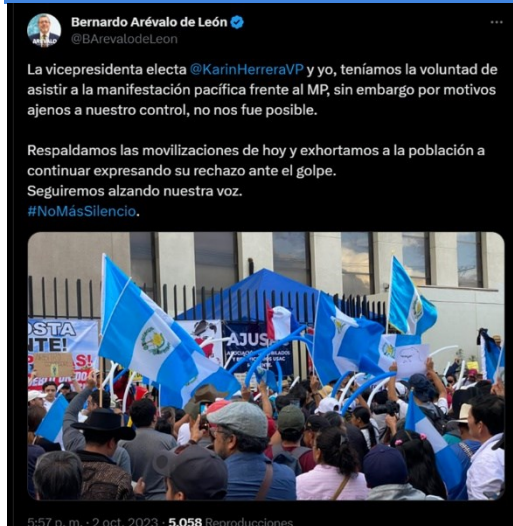 Bernardo Arévalo de León
@BArevalodeLeon
La vicepresidenta electa @KarinHerreraVP y yo, teníamos la voluntad de
asistir a la manifestación pacífica frente al MP, sin embargo por motivos
ajenos a nuestro control, no nos fue posible.
Respaldamos las movilizaciones de hoy y exhortamos a la población a
continuar expresando su rechazo ante el golpe.
Seguiremos alzando nuestra voz.
#NoMásSilencio.
OSTA
NTE!
AJUS
5:57 p. m. · 2 oct. 2023 · 5,058 Reproducciones